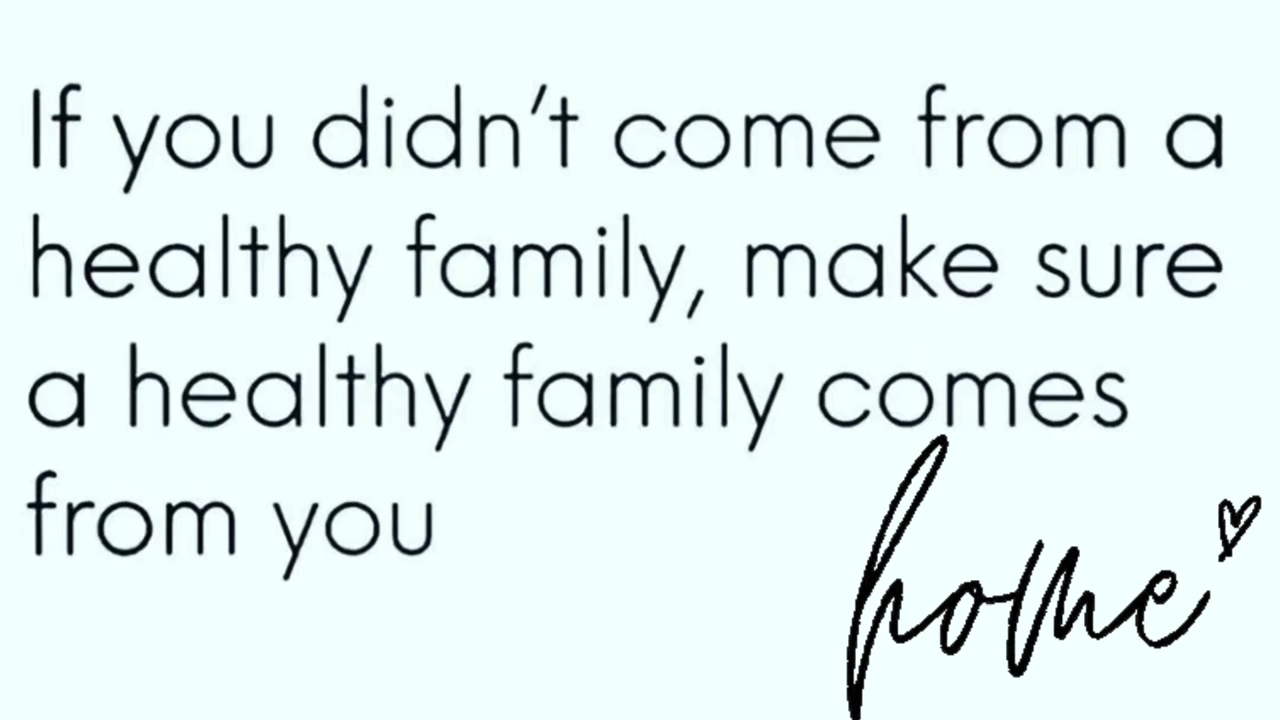 If you didn't come from a
healthy family, make sure
a healthy family comes
from you
home